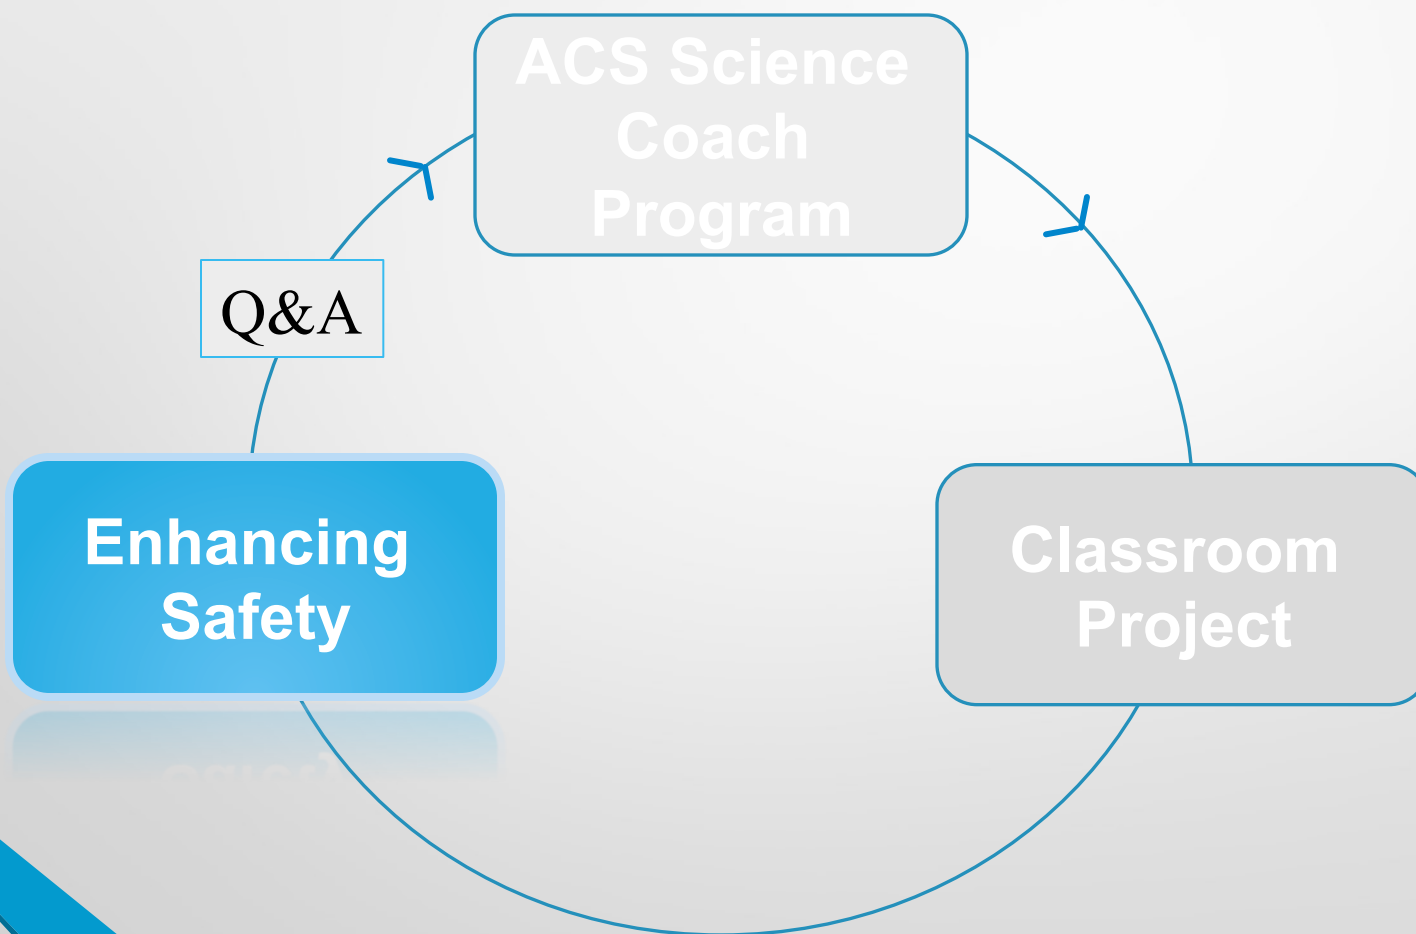 ACS Science
Coach
Program
Q&A
Enhancing
Safety
Classroom
Project